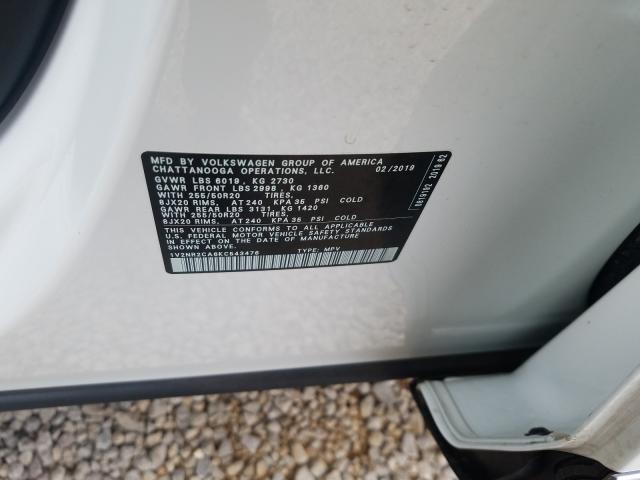 MFD BY VOLKSWAGEN GROUP OF AMERICA
CHATTANOOGA OPERATIONS, LLC. 02/2019
GVWR LBS 6019, KG 2730
GAWR FRONT LBS 2998, KG 1360
WITH 255/50R20 TIRES,
8JX20 RIMS, AT 240 KPA 35 PSI COLD
GAWR REAR LBS 3131, KG 1420
WITH 255/50R20 TIRES,
8JX20 RIMS, AT 240 KPA 35 PSI COLD
THIS VEHICLE CONFORMS TO ALL APPLICABLE
U.S. FEDERAL MOTOR VEHICLE SAFETY STANDARDS
IN EFFECT ON THE DATE OF MANUFACTURE
SHOWN ABOVE.
1V2NR2CA6KC543476 TYPE: MPV
2019 82